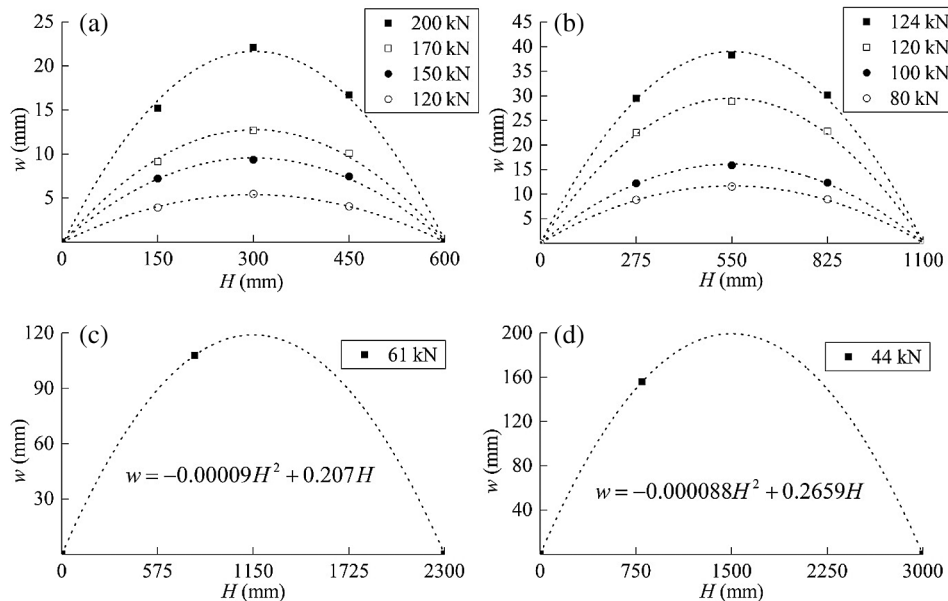 (a)
200 kN
170 kN
150 kN
120 kN
25
20
15
10
5
w (mm)
0 150 300 450 600
H (mm)
(b)
124 kN
120 kN
100 kN
80 kN
45
40
35
30
25
20
15
10
5
w (mm)
0 275 550 825 1100
H (mm)
(c)
61 kN
120
90
60
30
w (mm)
w = −0.00009H² + 0.207H
0 575 1150 1725 2300
H (mm)
(d)
44 kN
200
160
120
80
40
w (mm)
w = −0.000088H² + 0.2659H
0 750 1500 2250 3000
H (mm)